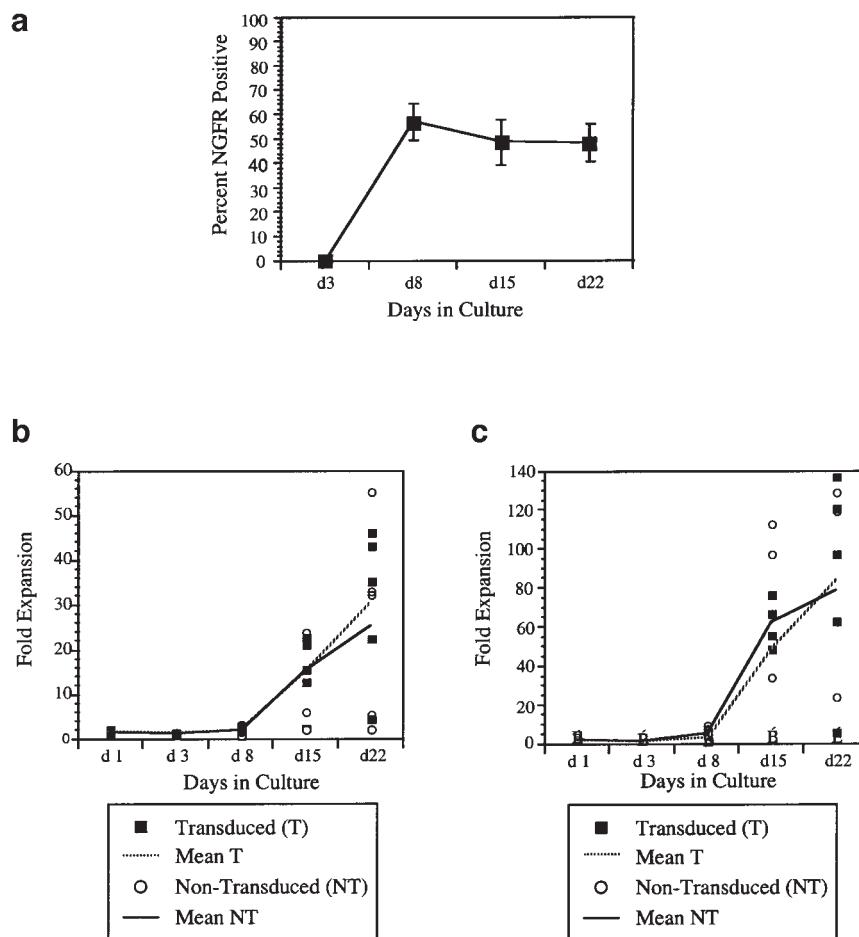 a
100
90
80
70
60
50
40
30
20
10
0
Percent NGFR Positive
d3 d8 d15 d22
Days in Culture
b
60
50
40
30
20
10
0
Fold Expansion
d 1 d 3 d 8 d15 d22
Days in Culture
Transduced (T)
Mean T
Non-Transduced (NT)
Mean NT
c
140
120
100
80
60
40
20
0
Fold Expansion
d 1 d 3 d 8 d15 d22
Days in Culture
Transduced (T)
Mean T
Non-Transduced (NT)
Mean NT